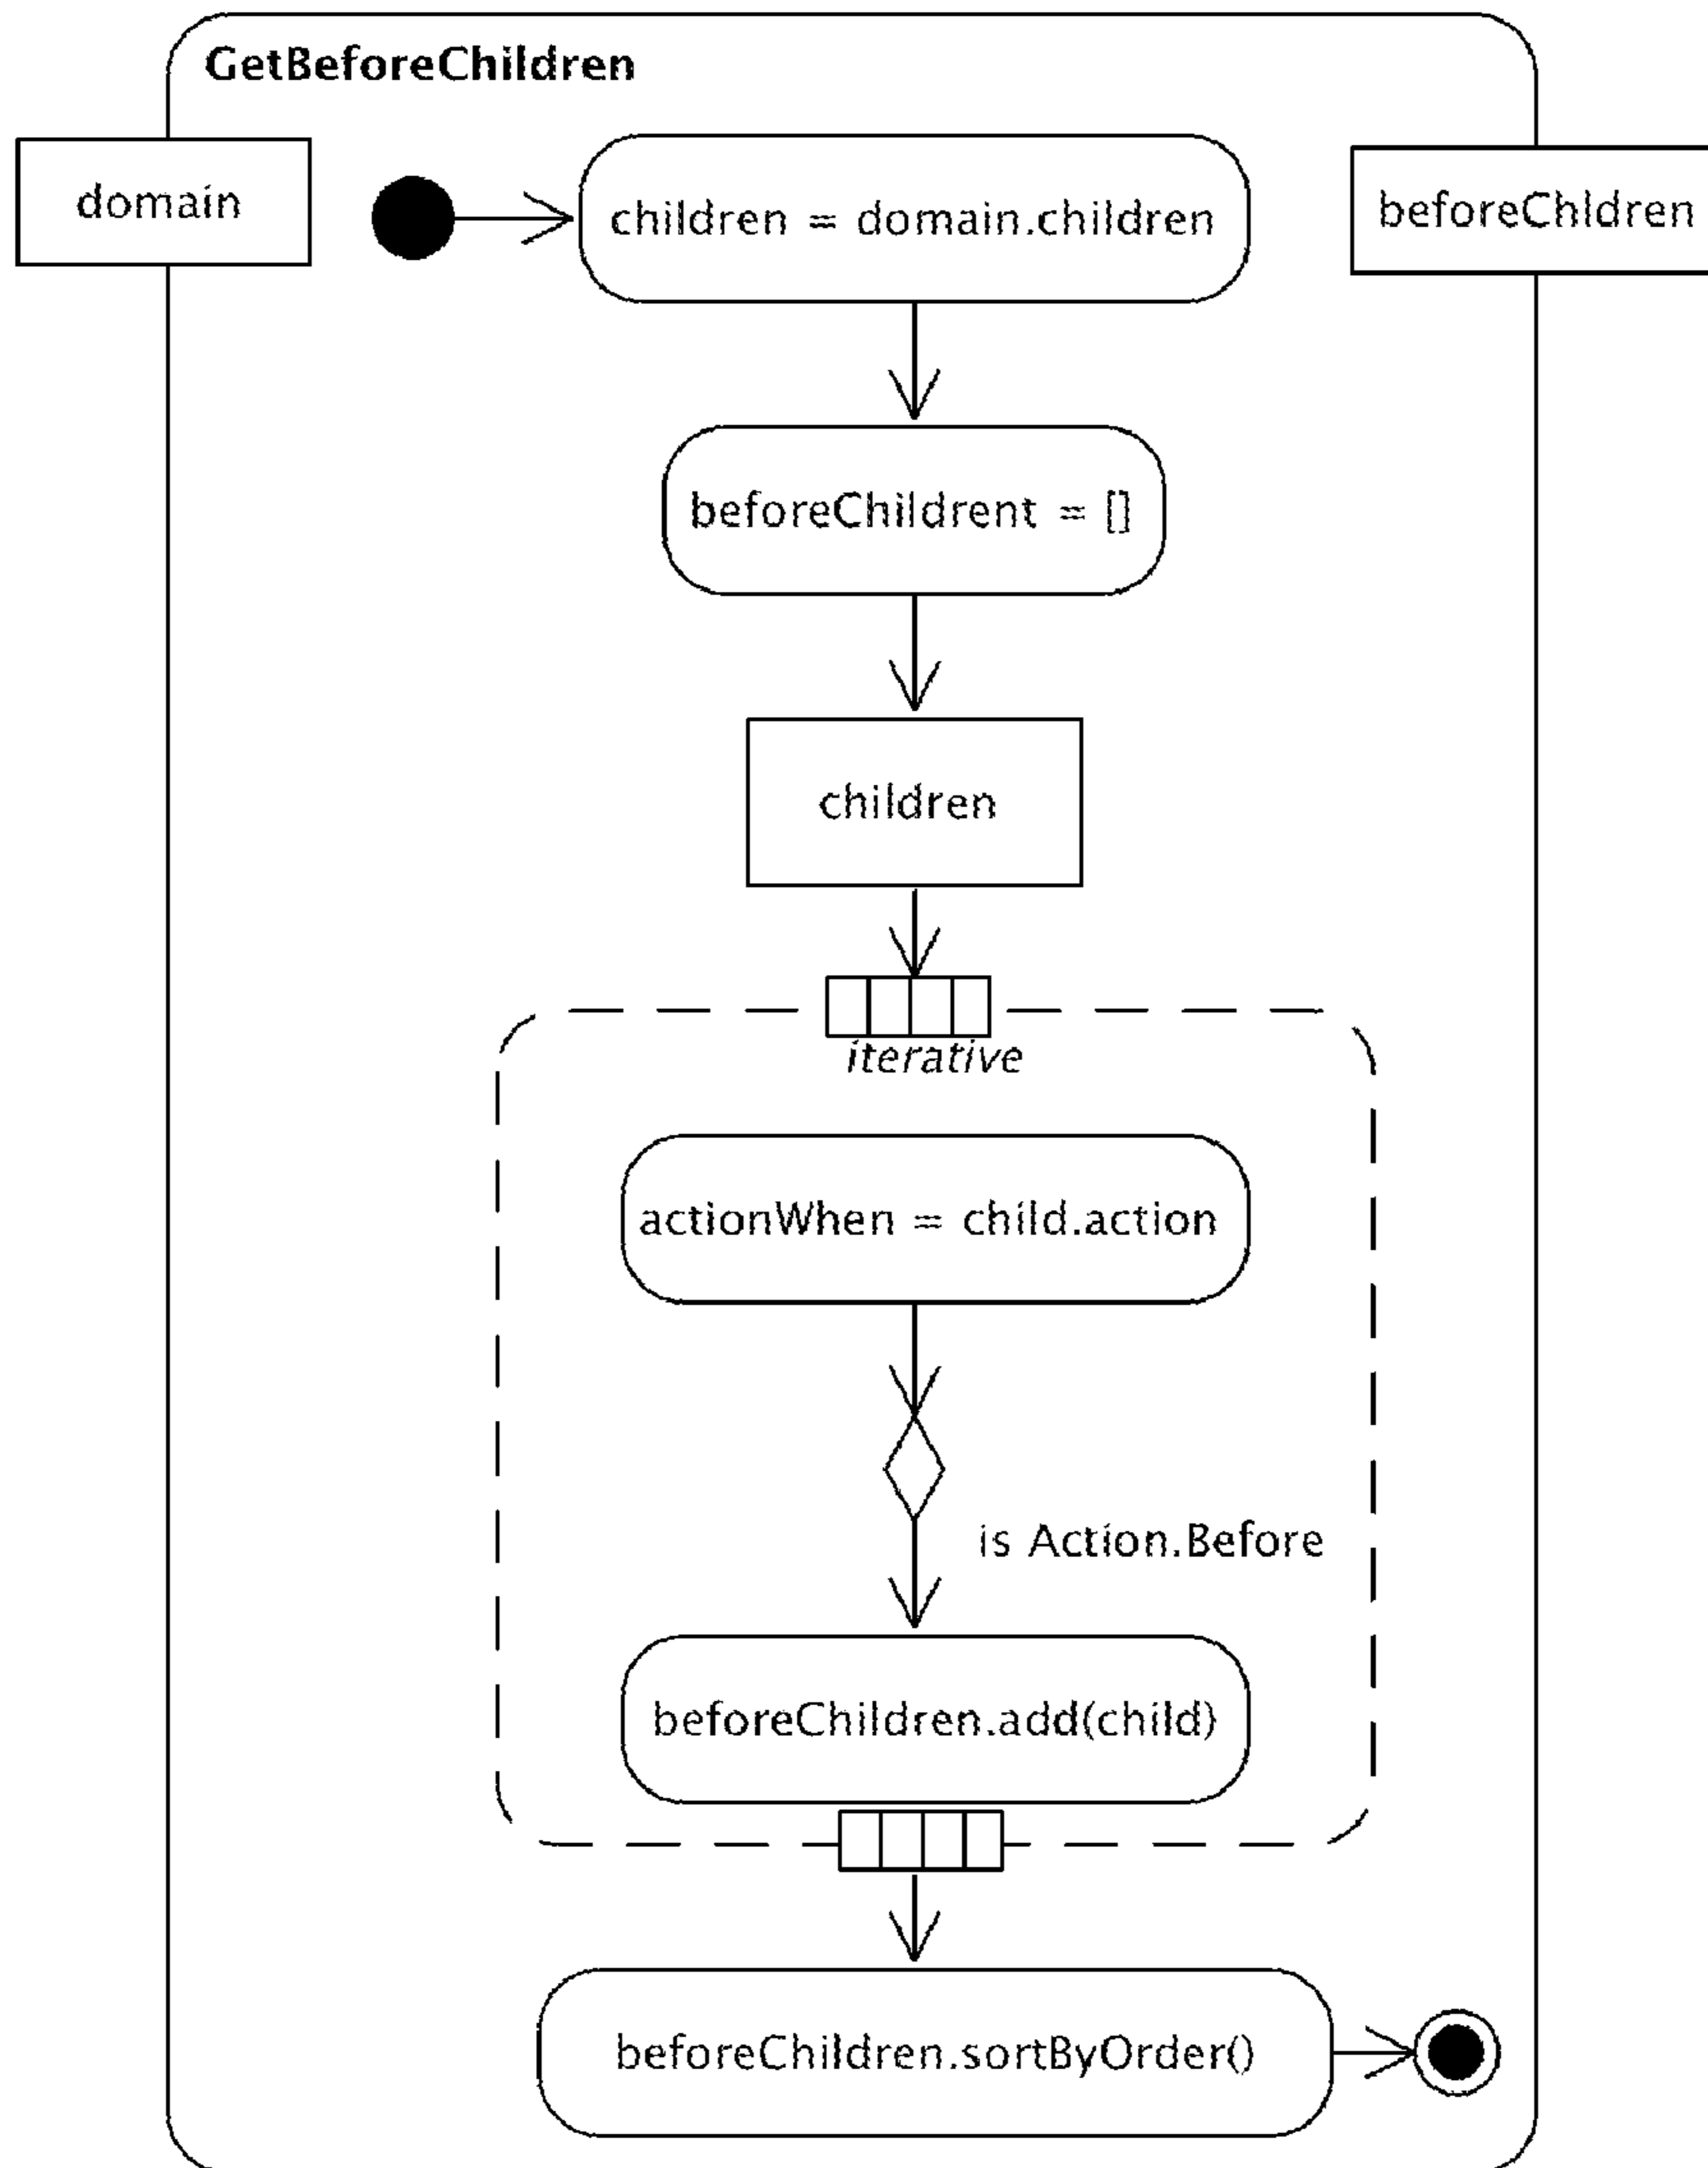 GetBeforeChildren
domain
children = domain.children
beforeChldren
beforeChildrent = []
children
iterative
actionWhen = child.action
is Action.Before
beforeChildren.add(child)
beforeChildren.sortByOrder()